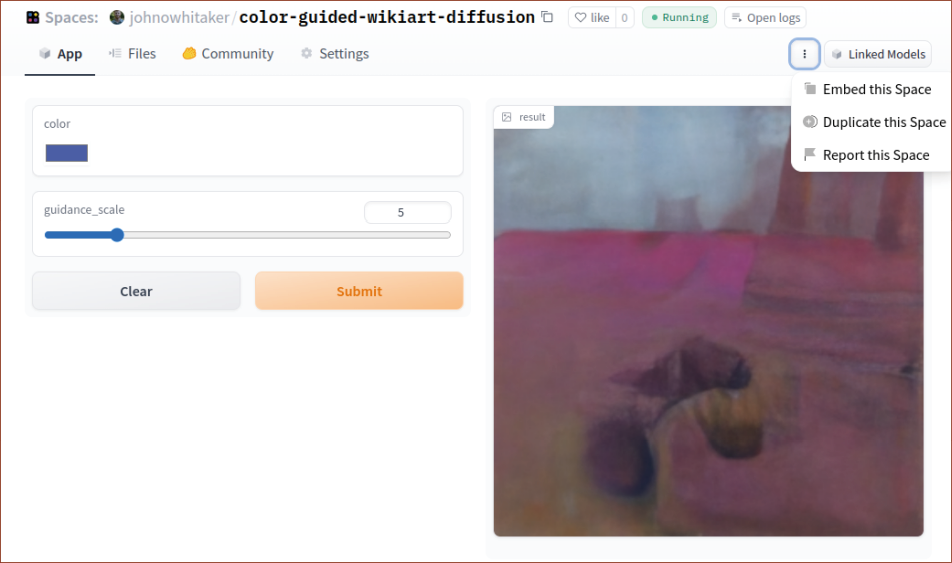 Spaces: johnowhitaker/color-guided-wikiart-diffusion like 0 Running Open logs
App Files Community Settings Linked Models
Embed this Space
Duplicate this Space
Report this Space
color
result
guidance_scale 5
Clear Submit